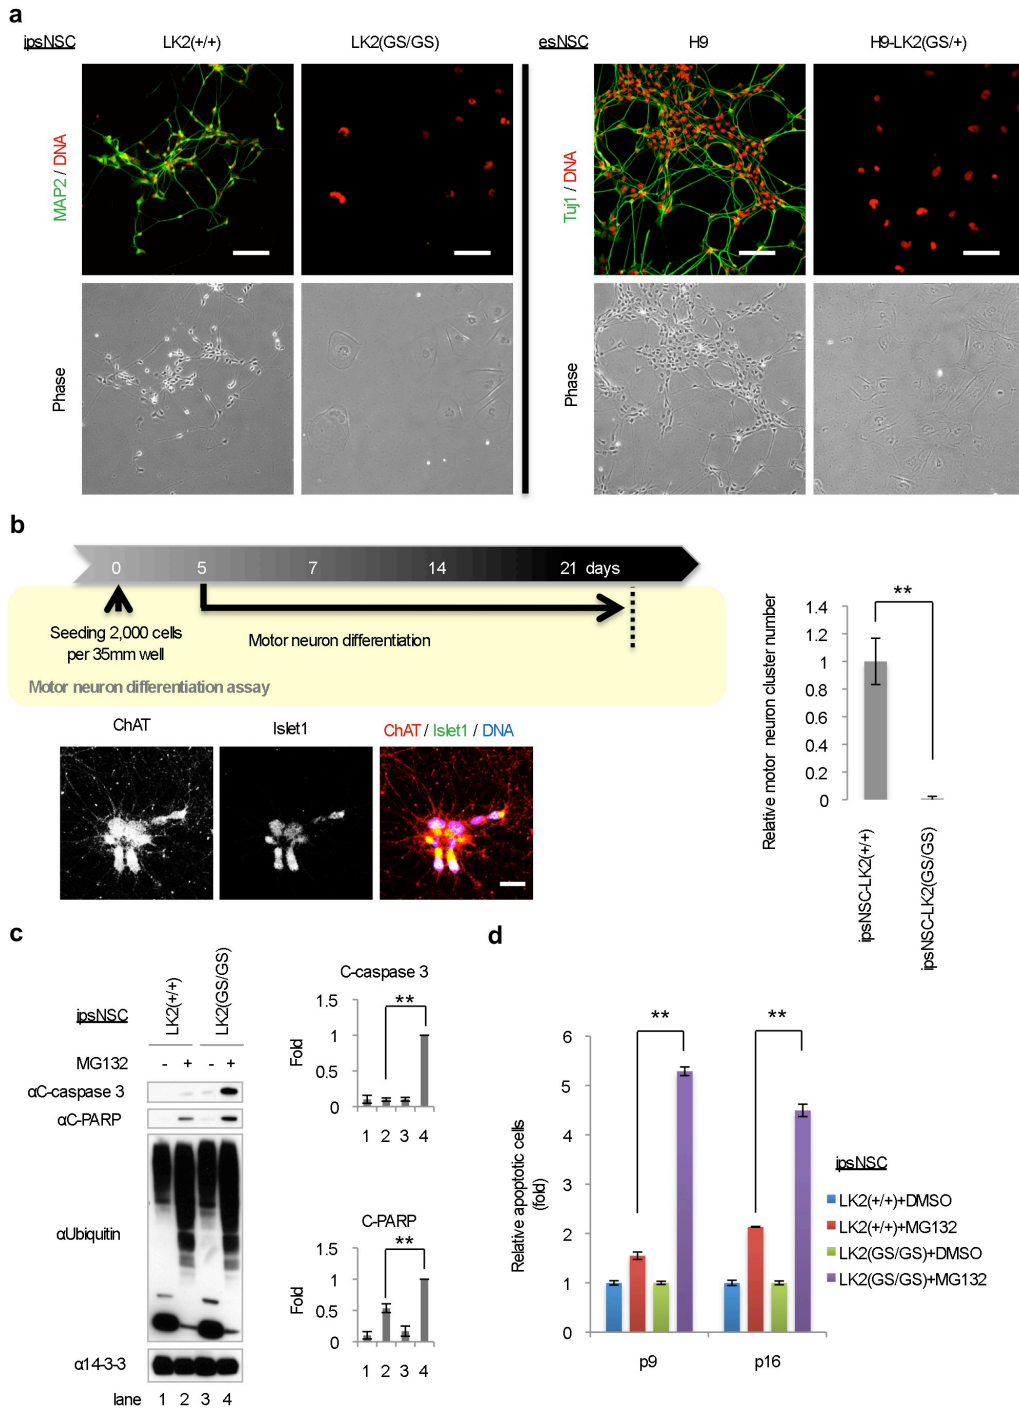 a
ipsNSC LK2(+/+) LK2(GS/GS) esNSC H9 H9-LK2(GS/+)
MAP2 / DNA
Tuj1 / DNA
Phase
Phase
b
0 5 7 14 21 days
Seeding 2,000 cells
per 35mm well
Motor neuron differentiation
Motor neuron differentiation assay
ChAT Islet1 ChAT / Islet1 / DNA
Relative motor neuron cluster number
1.4
1.2
1
0.8
0.6
0.4
0.2
0
**
ipsNSC-LK2(+/+)
ipsNSC-LK2(GS/GS)
c
ipsNSC
LK2(+/+)
LK2(GS/GS)
MG132 - + - +
αC-caspase 3
αC-PARP
αUbiquitin
α14-3-3
lane 1 2 3 4
C-caspase 3
Fold
1.5
1
0.5
0
**
1 2 3 4
C-PARP
Fold
1.5
1
0.5
0
**
1 2 3 4
d
Relative apoptotic cells
(fold)
6
5
4
3
2
1
0
** **
p9 p16
ipsNSC
LK2(+/+)+DMSO
LK2(+/+)+MG132
LK2(GS/GS)+DMSO
LK2(GS/GS)+MG132